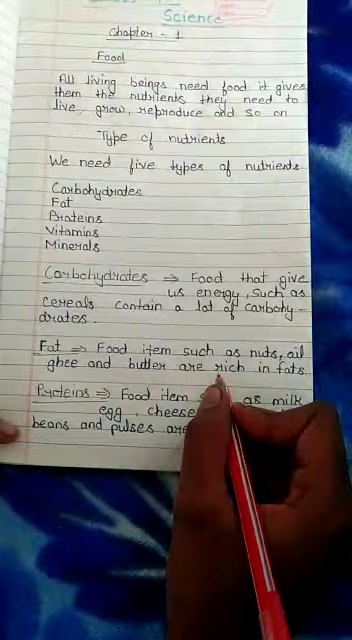 Science
Chapter - 1
Food
All living beings need food it gives
them the nutrients they need to
live, grow, reproduce and so on
Type of nutrients
We need five types of nutrients
Carbohydrates
Fat
Proteins
Vitamins
Minerals
Carbohydrates ⇒ Food that give
us energy, such as
cereals contain a lot of carbohy-
drates.
Fat ⇒ Food item such as nuts, oil
ghee and butter are rich in fats
Proteins ⇒ Food item as milk
egg, cheese
beans and pulses are